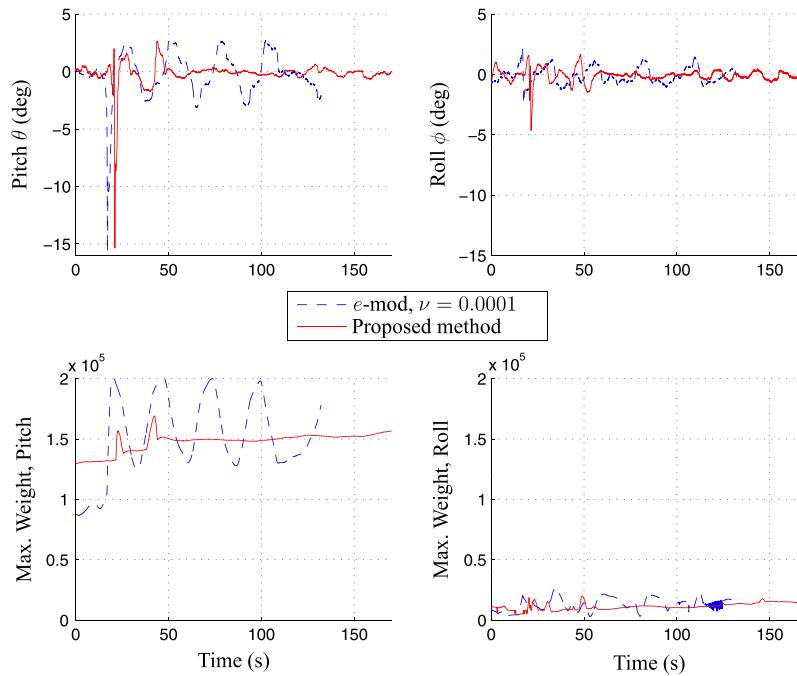 5
0
−5
−10
−15
0 50 100 150
Pitch θ (deg)
5
0
−5
−10
−15
0 50 100 150
Roll ϕ (deg)
e-mod, ν = 0.0001
Proposed method
x 10^5
2
1.5
1
0.5
0
0 50 100 150
Max. Weight, Pitch
Time (s)
x 10^5
2
1.5
1
0.5
0
0 50 100 150
Max. Weight, Roll
Time (s)